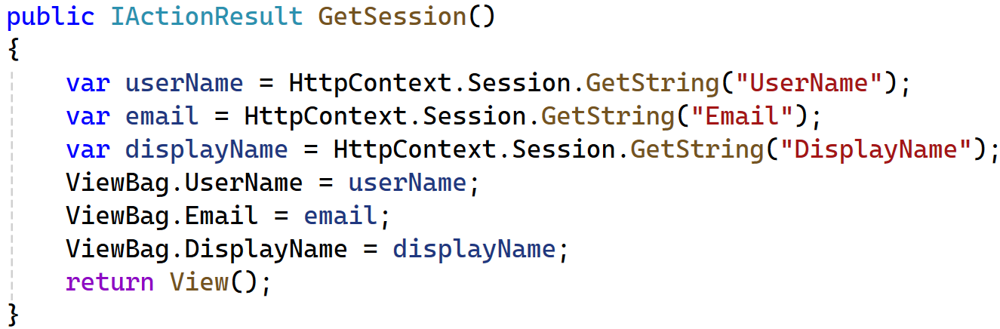 public IActionResult GetSession()
{
    var userName = HttpContext.Session.GetString("UserName");
    var email = HttpContext.Session.GetString("Email");
    var displayName = HttpContext.Session.GetString("DisplayName");
    ViewBag.UserName = userName;
    ViewBag.Email = email;
    ViewBag.DisplayName = displayName;
    return View();
}